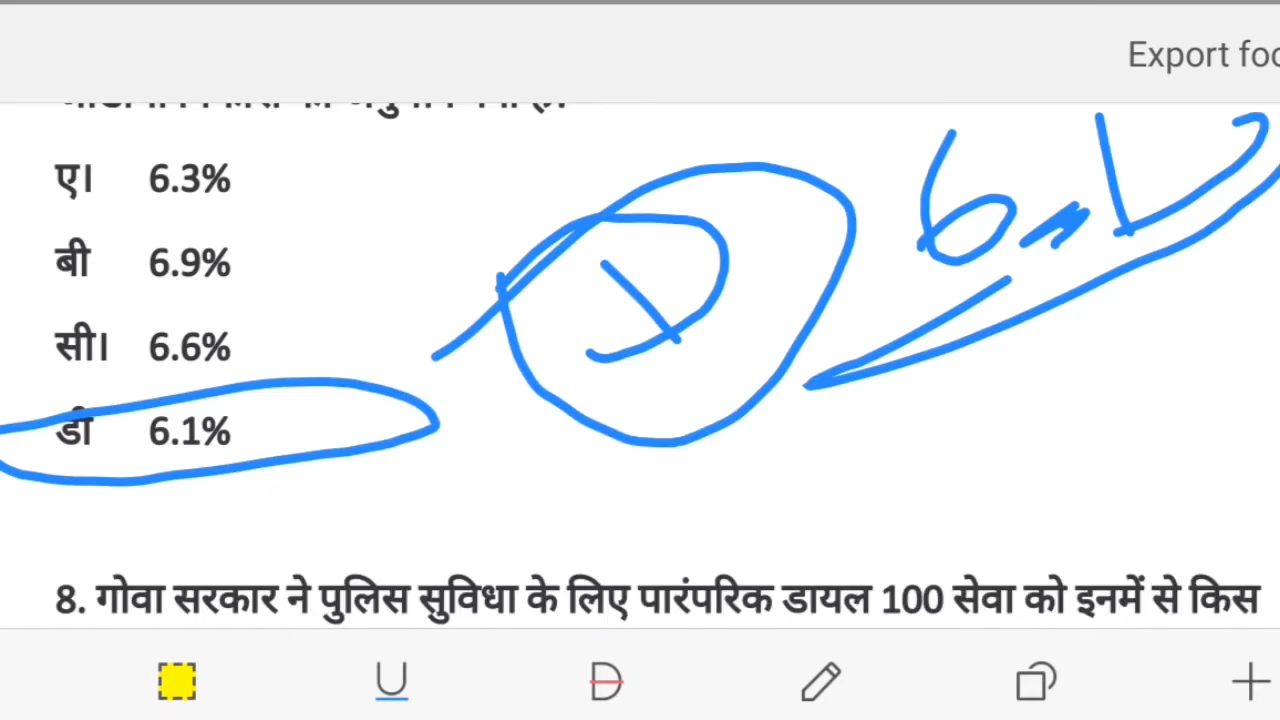 Export foc
ए। 6.3%
बी 6.9%
सी। 6.6%
डी 6.1%
6.1
8. गोवा सरकार ने पुलिस सुविधा के लिए पारंपरिक डायल 100 सेवा को इनमें से किस